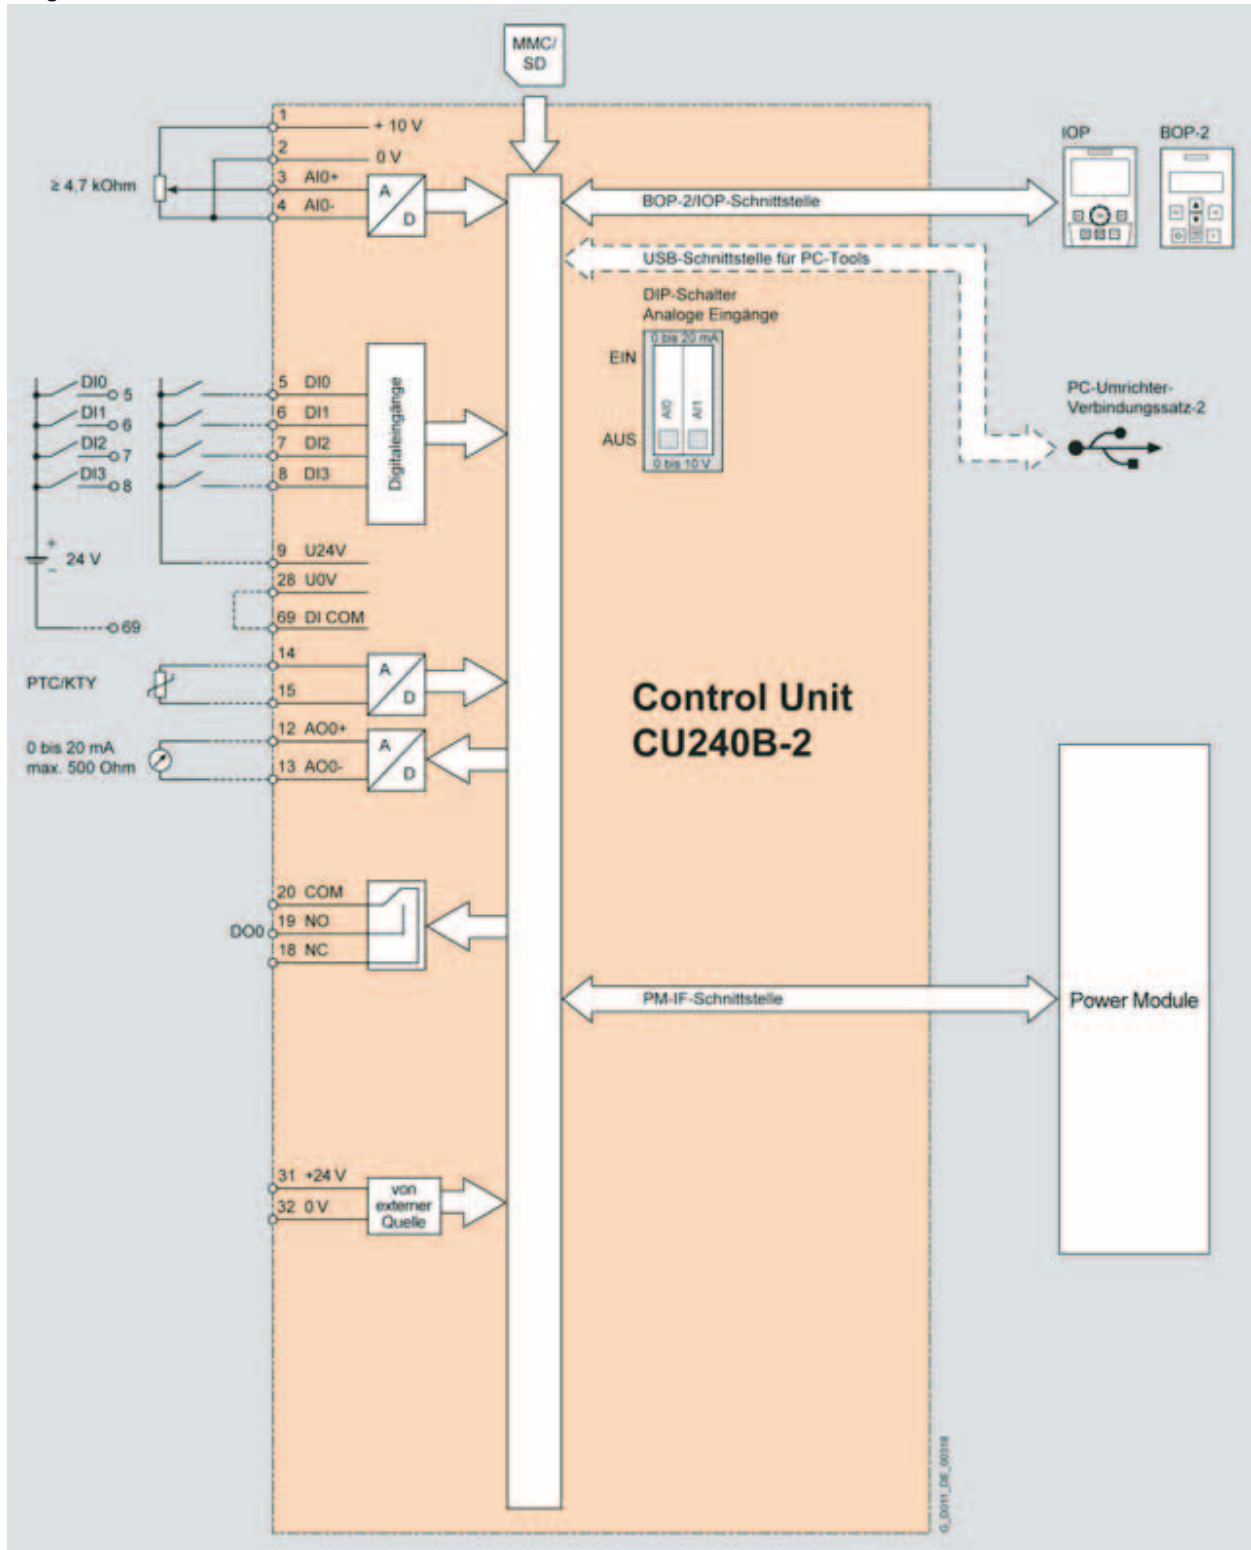 MMC/
SD
1
+ 10 V
2
0 V
3 AI0+
4 AI0-
≥ 4,7 kOhm
A
D
IOP
BOP-2
BOP-2/IOP-Schnittstelle
USB-Schnittstelle für PC-Tools
DIP-Schalter
Analoge Eingänge
0 bis 20 mA
EIN
AI0
AI1
AUS
0 bis 10 V
PC-Umrichter-
Verbindungssatz-2
DI0
5
DI1
6
DI2
7
DI3
8
5 DI0
6 DI1
7 DI2
8 DI3
Digitaleingänge
+
24 V
–
9 U24V
28 U0V
69 DI COM
69
14
15
PTC/KTY
A
D
12 AO0+
13 AO0-
0 bis 20 mA
max. 500 Ohm
A
D
Control Unit
CU240B-2
20 COM
19 NO
18 NC
DO0
PM-IF-Schnittstelle
Power Module
31 +24 V
32 0 V
von
externer
Quelle
G_D011_DE_00318